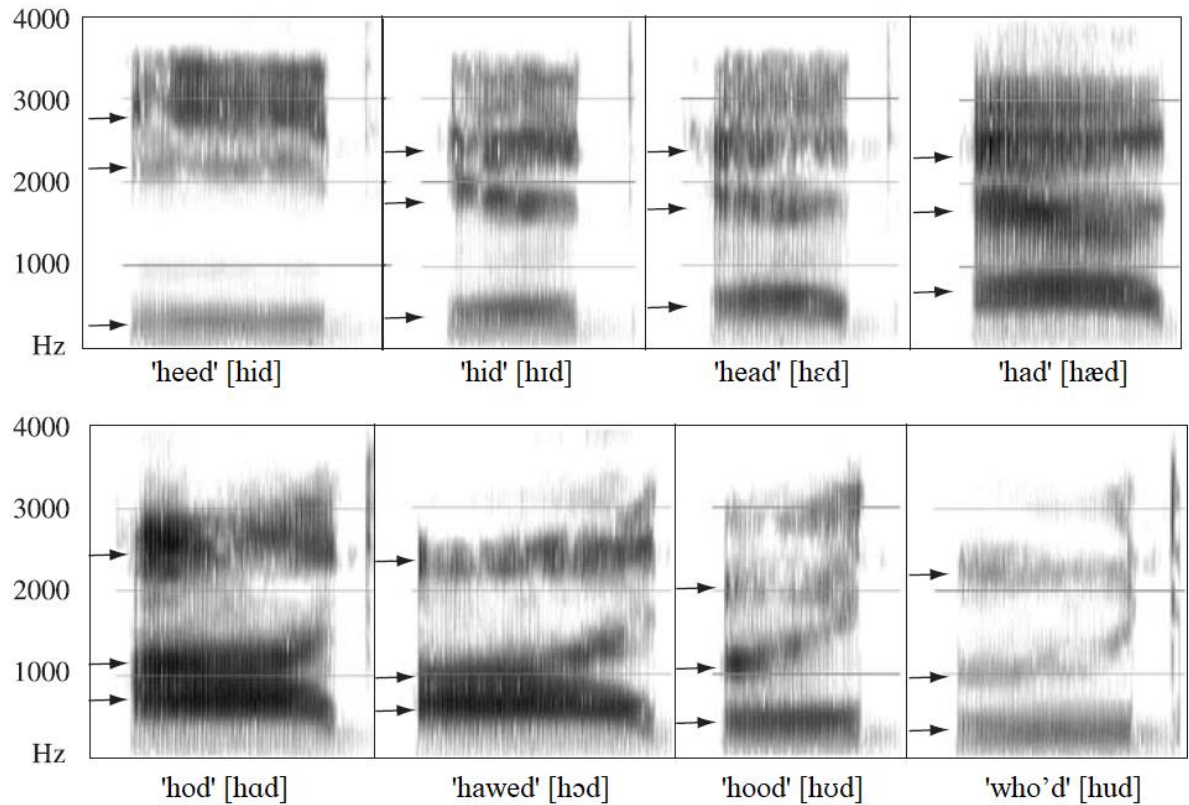 4000
3000
2000
1000
Hz
'heed' [hid] 'hid' [hɪd] 'head' [hɛd] 'had' [hæd]
4000
3000
2000
1000
Hz
'hod' [hɑd] 'hawed' [hɔd] 'hood' [hʊd] 'who’d' [hud]